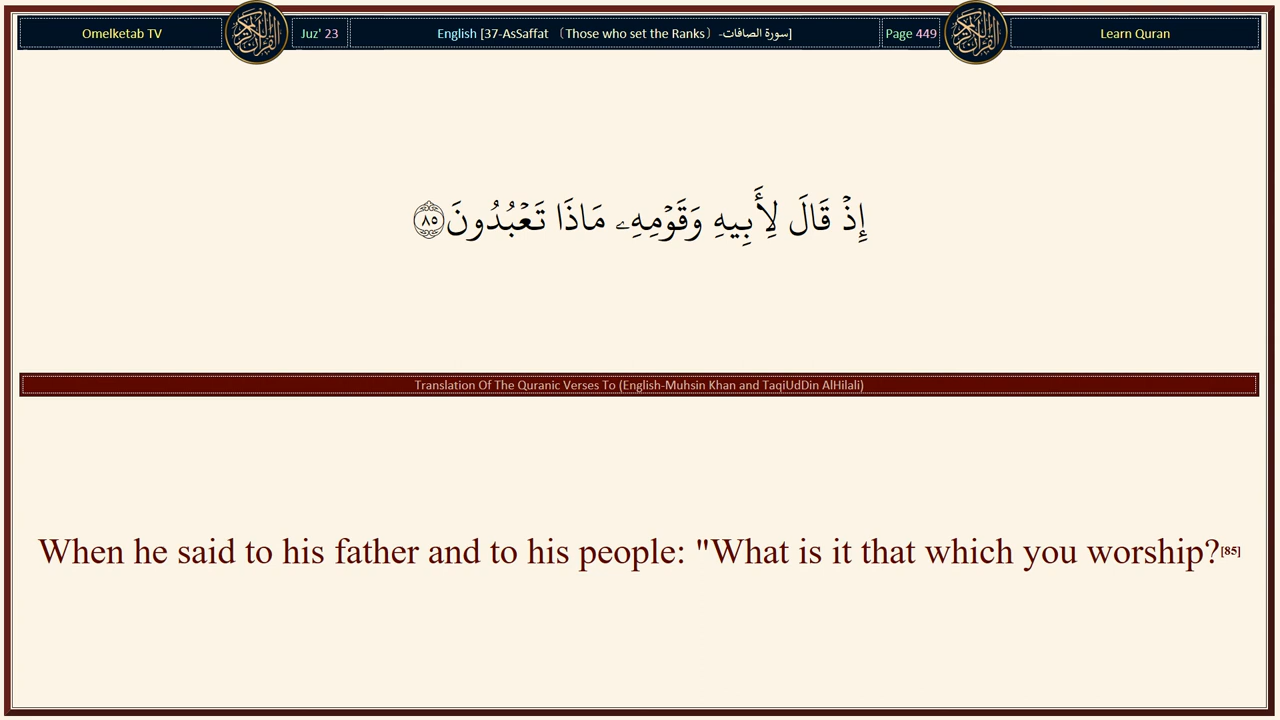 Omelketab TV
Juz' 23
English [37-AsSaffat 〔Those who set the Ranks〕 -سورة الصافات]
Page 449
Learn Quran
إِذۡ قَالَ لِأَبِيهِ وَقَوۡمِهِۦ مَاذَا تَعۡبُدُونَ ٨٥
Translation Of The Quranic Verses To (English-Muhsin Khan and TaqiUdDin AlHilali)
When he said to his father and to his people: "What is it that which you worship?[85]